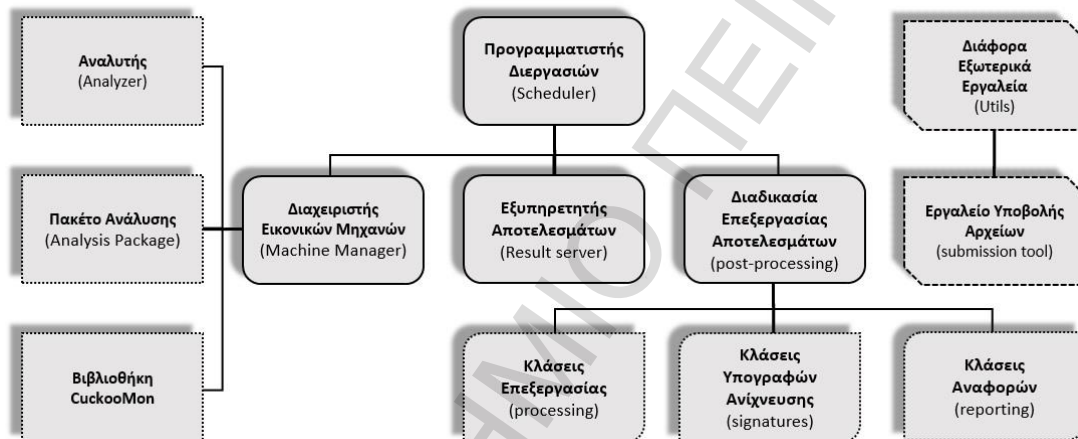 Αναλυτής
(Analyzer)
Προγραμματιστής
Διεργασιών
(Scheduler)
Διάφορα
Εξωτερικά
Εργαλεία
(Utils)
Πακέτο Ανάλυσης
(Analysis Package)
Διαχειριστής
Εικονικών Μηχανών
(Machine Manager)
Εξυπηρετητής
Αποτελεσμάτων
(Result server)
Διαδικασία
Επεξεργασίας
Αποτελεσμάτων
(post-processing)
Εργαλείο Υποβολής
Αρχείων
(submission tool)
Βιβλιοθήκη
CuckooMon
Κλάσεις
Επεξεργασίας
(processing)
Κλάσεις
Υπογραφών
Ανίχνευσης
(signatures)
Κλάσεις
Αναφορών
(reporting)